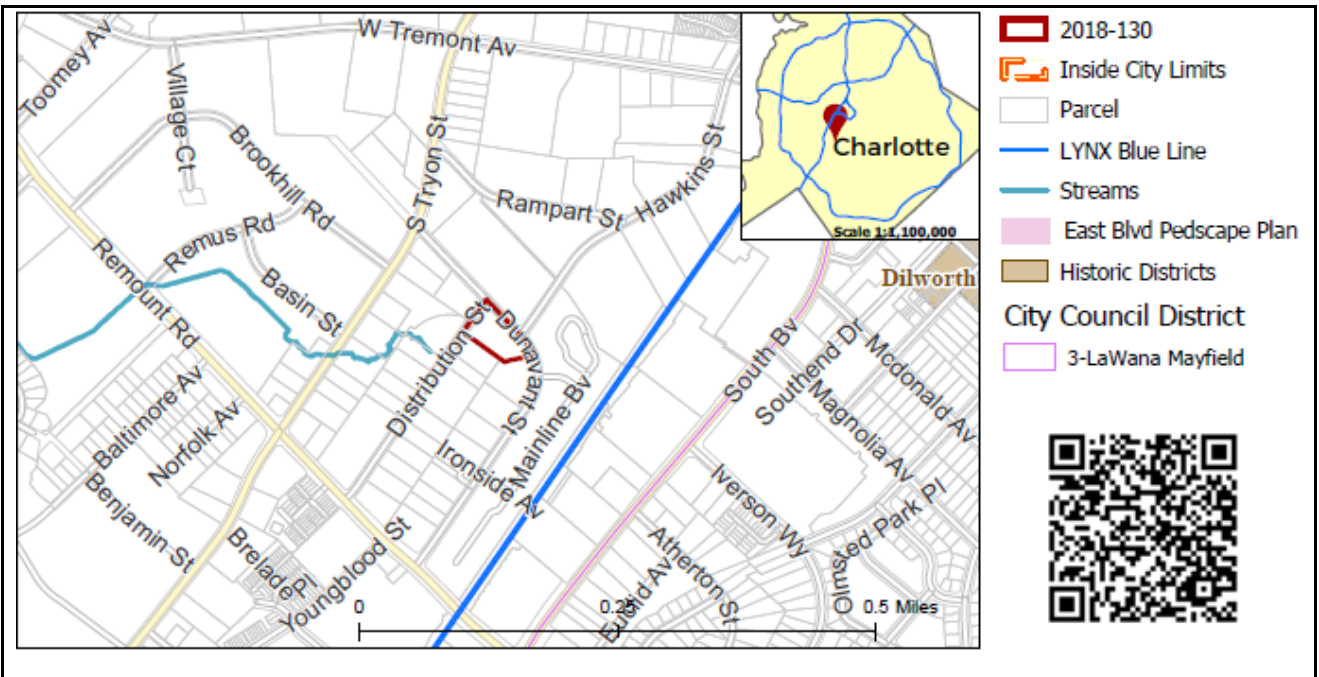 W Tremont Av
Toomey Av
Village Ct
Brookhill Rd
S Tryon St
Rampart St
Hawkins St
Charlotte
Scale 1:1,100,000
Remus Rd
Remount Rd
Basin St
Distribution St
Dunavant St
Dilworth
South Bv
Southend Dr
Mcdonald Av
Magnolia Av
Baltimore Av
Norfolk Av
Mainline Bv
Ironside Av
Benjamin St
Brelade Pl
Youngblood St
Iverson Wy
Olmsted Park Pl
Atherton St
Euclid Av
0
0.25
0.5 Miles
2018-130
Inside City Limits
Parcel
LYNX Blue Line
Streams
East Blvd Pedscape Plan
Historic Districts
City Council District
3-LaWana Mayfield